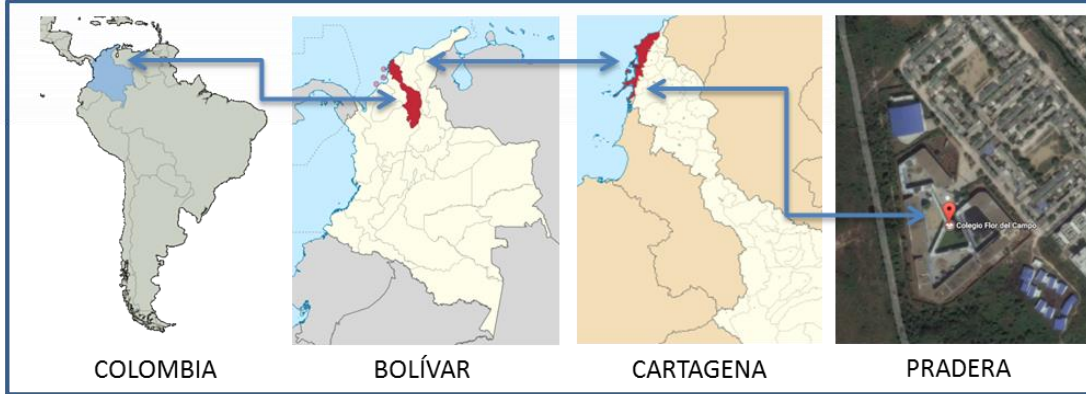 Colegio Flor del Campo
COLOMBIA
BOLÍVAR
CARTAGENA
PRADERA